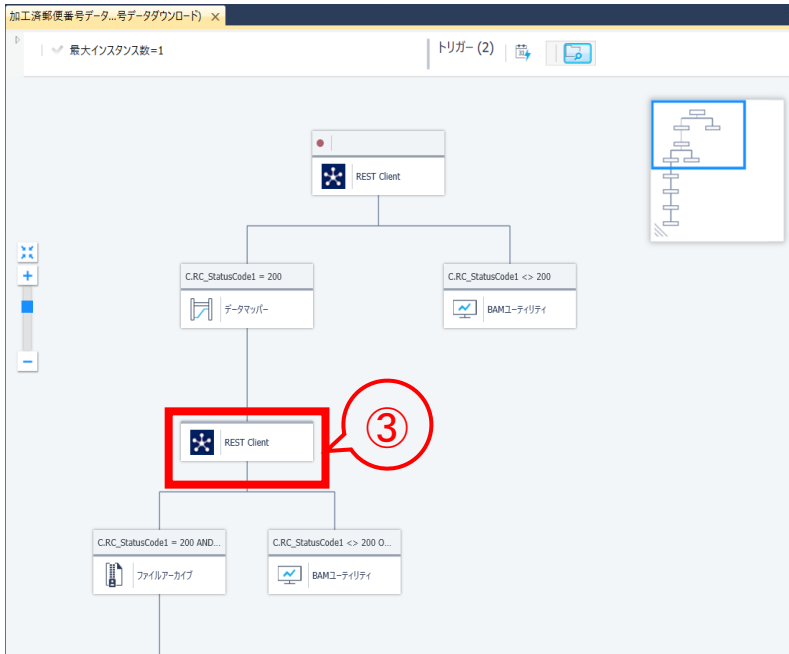 加工済郵便番号データ...号データダウンロード) ×
最大インスタンス数=1
トリガー (2)
REST Client
C.RC_StatusCode1 = 200
データマッパー
C.RC_StatusCode1 <> 200
BAMユーティリティ
REST Client
③
C.RC_StatusCode1 = 200 AND...
ファイルアーカイブ
C.RC_StatusCode1 <> 200 O...
BAMユーティリティ